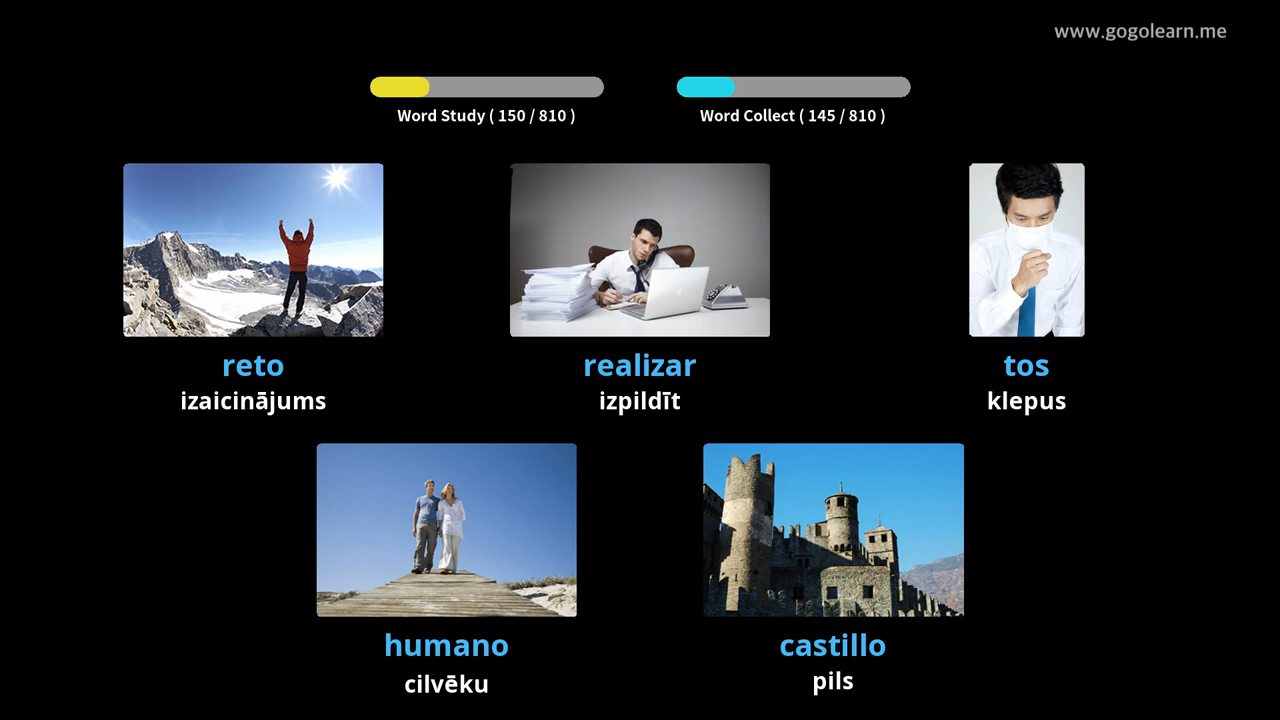 www.gogolearn.me
Word Study ( 150 / 810 )
Word Collect ( 145 / 810 )
reto
izaicinājums
realizar
izpildīt
tos
klepus
humano
cilvēku
castillo
pils